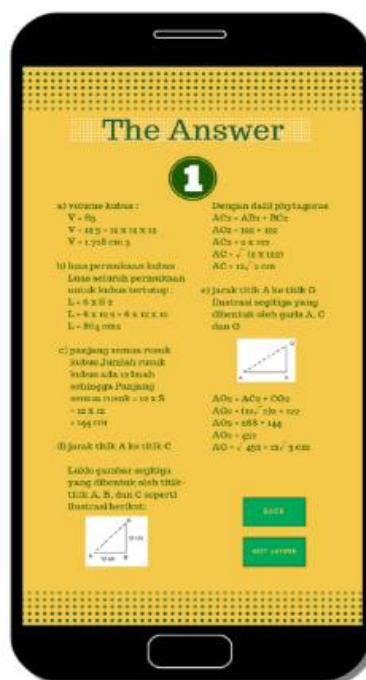 The Answer
1
a) volume kubus :
V = S3
V = 12 3 = 12 x 12 x 12
V = 1.728 cm 3
b) luas permukaan kubus
Luas seluruh permukaan
untuk kubus tertutup :
L = 6 x S 2
L = 6 x 12 2 = 6 x 12 x 12
L = 864 cm2
c) panjang semua rusuk
kubus Jumlah rusuk
kubus ada 12 buah
sehingga Panjang
semua rusuk = 12 x S
= 12 x 12
= 144 cm
d) jarak titik A ke titik C
Lukis gambar segitiga
yang dibentuk oleh titik-
titik A, B, dan C seperti
ilustrasi berikut:
12 cm
A 12 cm B
Dengan dalil phytagoras
AC2 = AB2 + BC2
AC2 = 122 + 122
AC2 = 2 x 122
AC = √ (2 x 122)
AC = 12√ 2 cm
e) jarak titik A ke titik G
Ilustrasi segitiga yang
dibentuk oleh garis A, C
dan G
AG2 = AC2 + CG2
AG2 = (12√ 2)2 + 122
AG2 = 288 + 144
AG2 = 432
AG = √ 432 = 12√ 3 cm
BACK
NEXT ANSWER